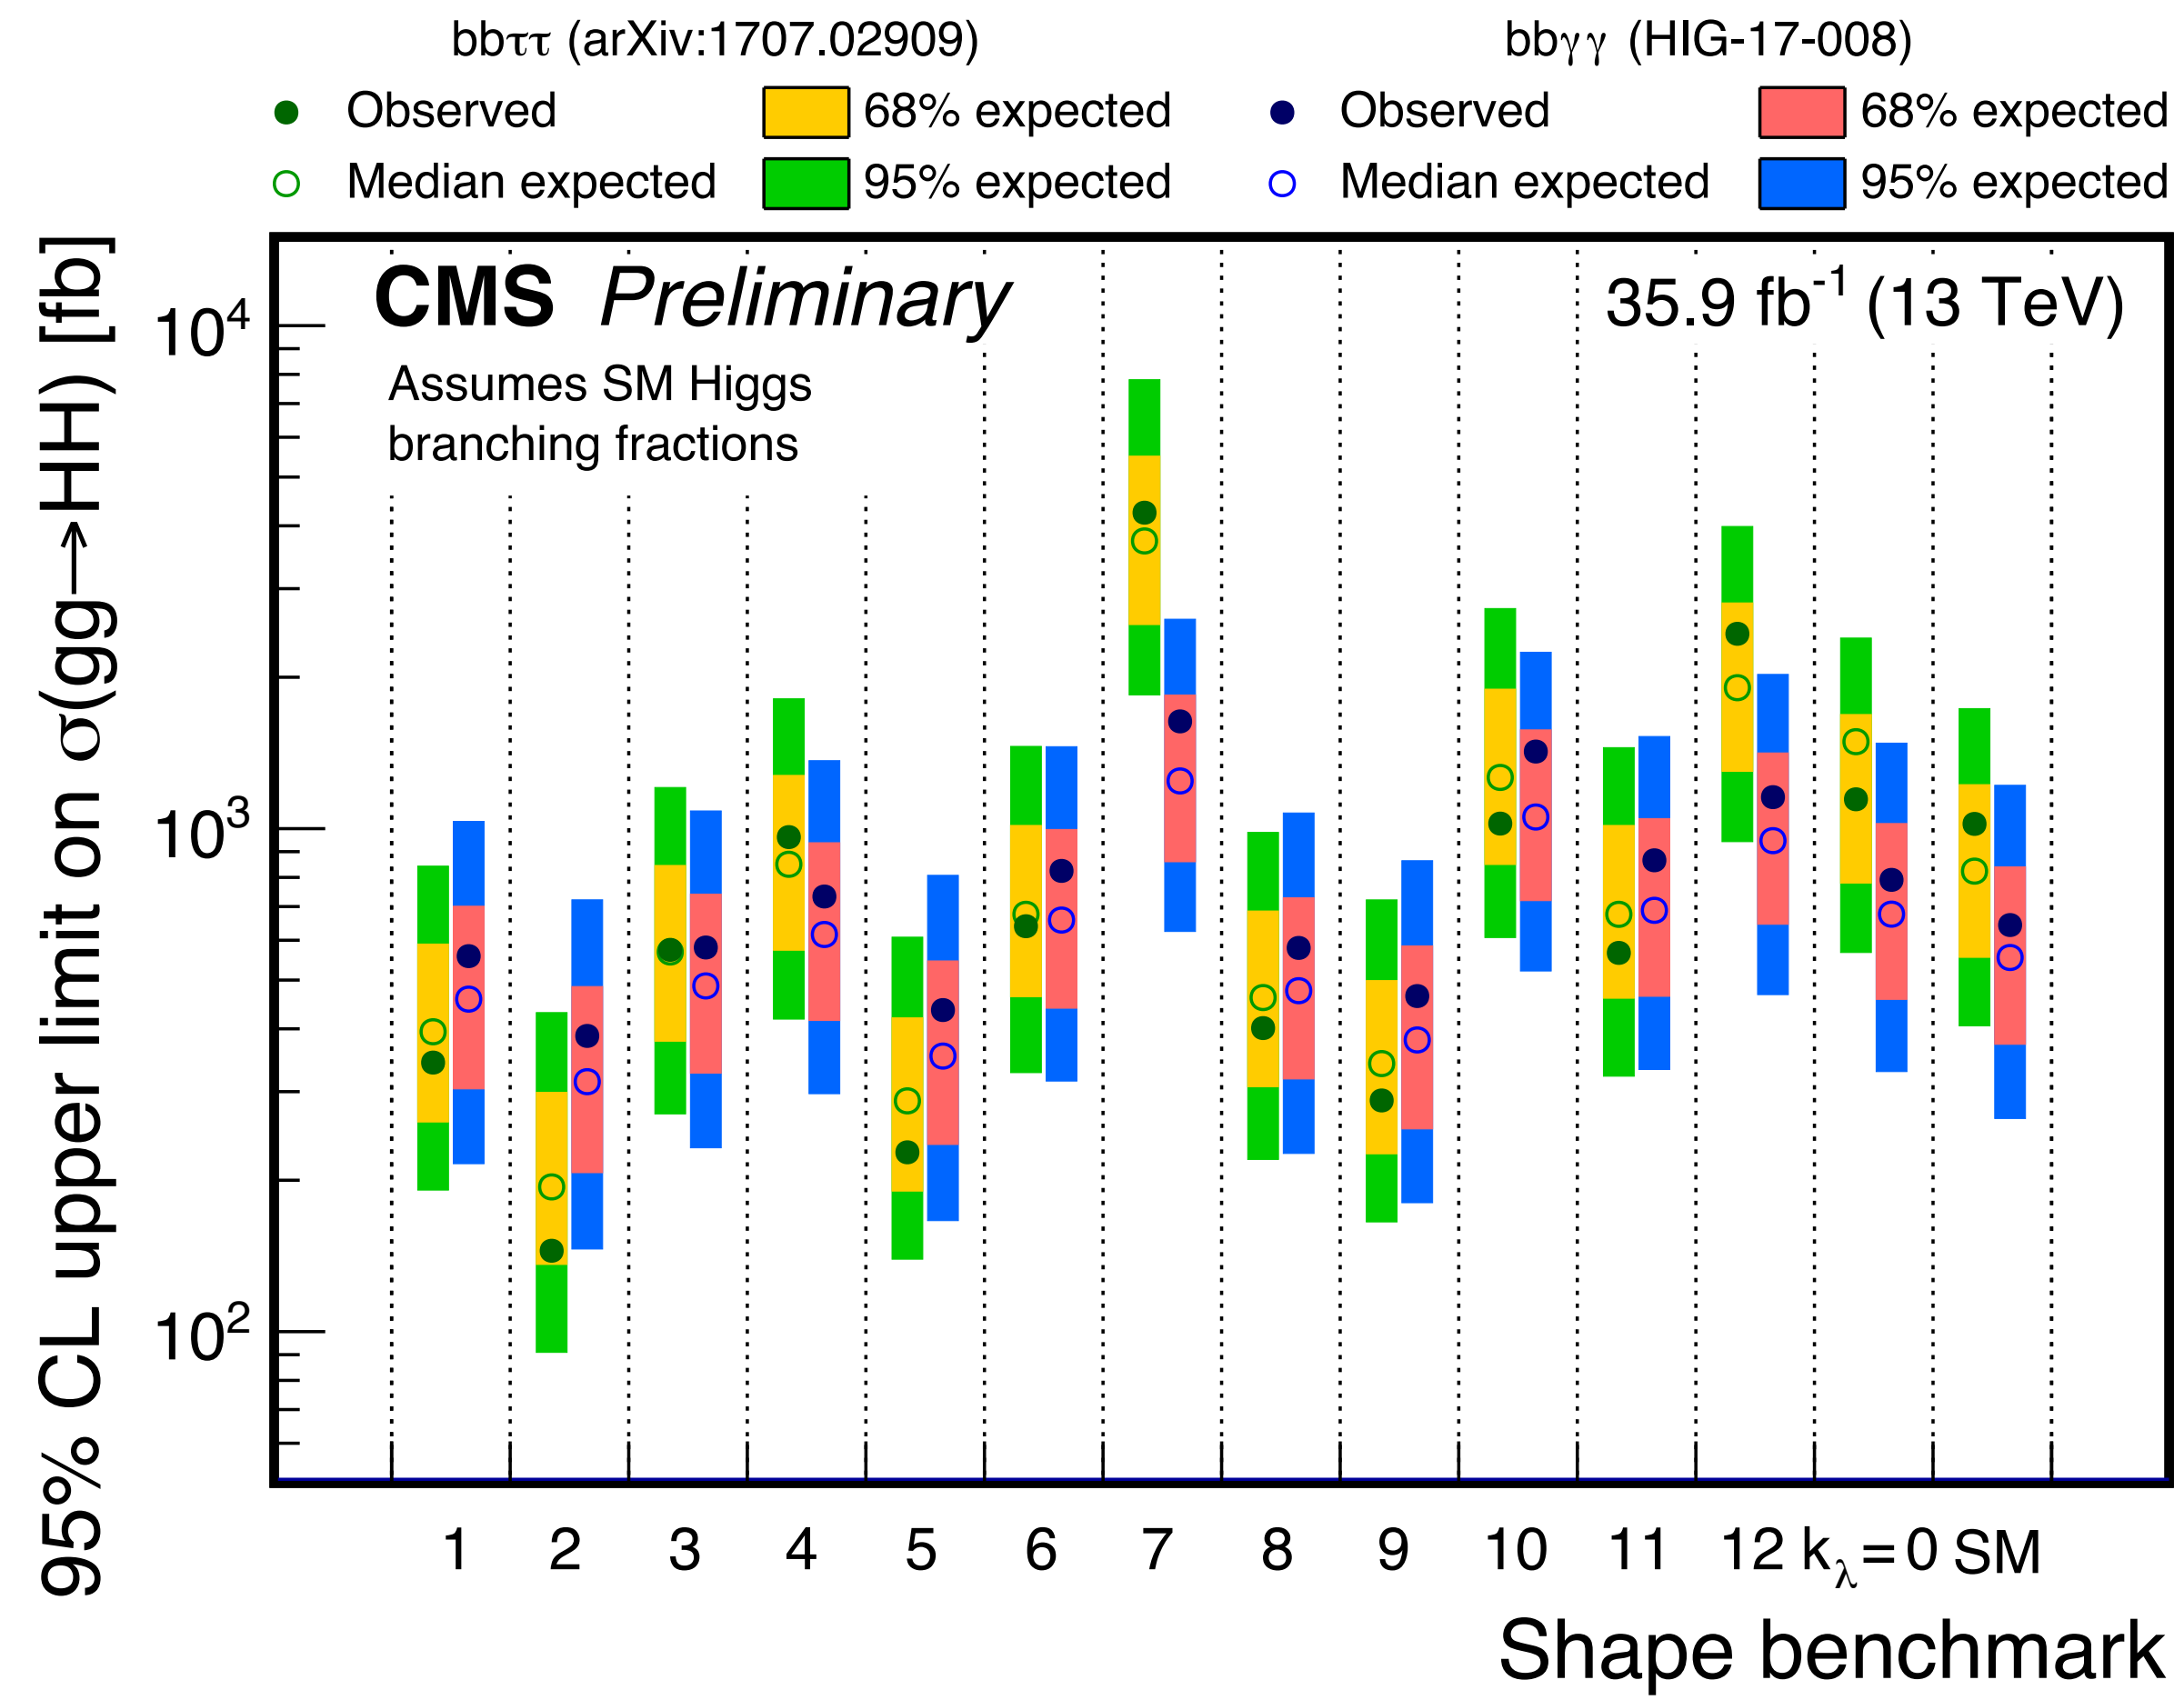 bbττ (arXiv:1707.02909)
bbγγ (HIG-17-008)
Observed
68% expected
Observed
68% expected
Median expected
95% expected
Median expected
95% expected
95% CL upper limit on σ(gg→HH) [fb]
CMS Preliminary
35.9 fb⁻¹ (13 TeV)
Assumes SM Higgs
branching fractions
10⁴
10³
10²
1 2 3 4 5 6 7 8 9 10 11 12 k_λ= 0 SM
Shape benchmark